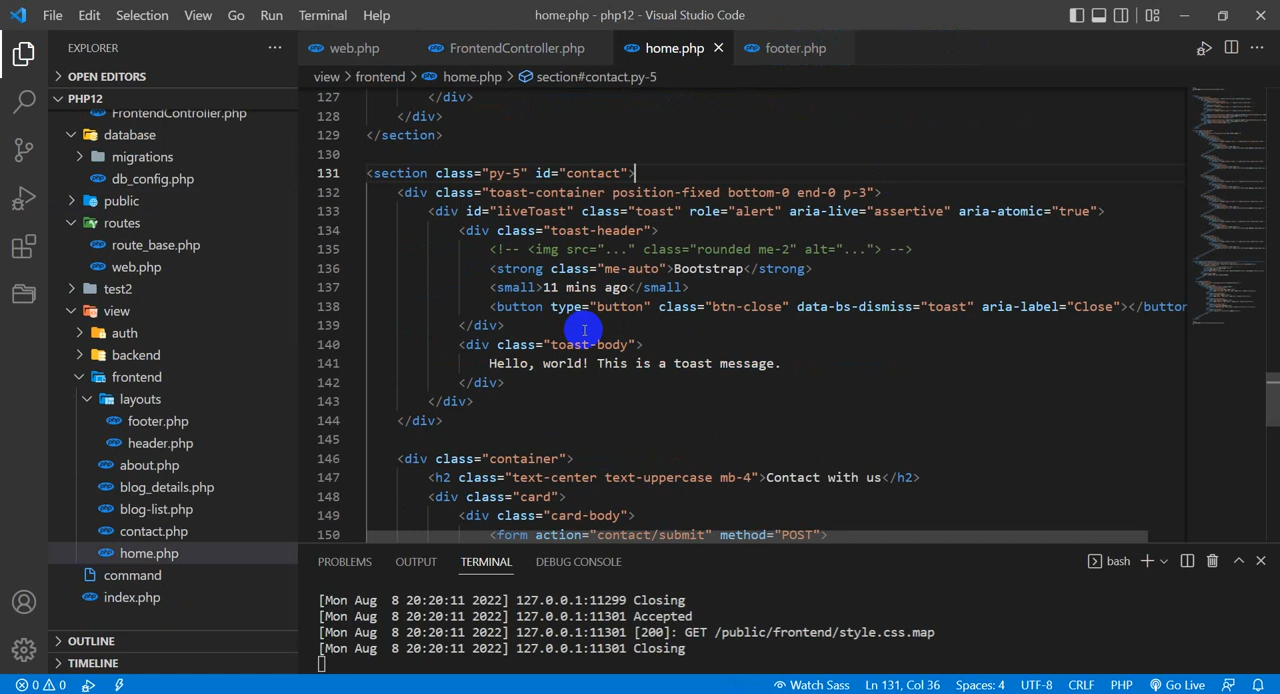 File Edit Selection View Go Run Terminal Help home.php - php12 - Visual Studio Code
EXPLORER
web.php FrontendController.php home.php footer.php
OPEN EDITORS
view frontend home.php section#contact.py-5
PHP12
FrontendController.php
database
migrations
db_config.php
public
routes
route_base.php
web.php
test2
view
auth
backend
frontend
layouts
footer.php
header.php
about.php
blog_details.php
blog-list.php
contact.php
home.php
command
index.php
OUTLINE
TIMELINE
127 </div>
128 </div>
129 </section>
130
131 <section class="py-5" id="contact">
132 <div class="toast-container position-fixed bottom-0 end-0 p-3">
133 <div id="liveToast" class="toast" role="alert" aria-live="assertive" aria-atomic="true">
134 <div class="toast-header">
135 <!-- <img src="..." class="rounded me-2" alt="..."> -->
136 <strong class="me-auto">Bootstrap</strong>
137 <small>11 mins ago</small>
138 <button type="button" class="btn-close" data-bs-dismiss="toast" aria-label="Close"></button
139 </div>
140 <div class="toast-body">
141 Hello, world! This is a toast message.
142 </div>
143 </div>
144 </div>
145
146 <div class="container">
147 <h2 class="text-center text-uppercase mb-4">Contact with us</h2>
148 <div class="card">
149 <div class="card-body">
150 <form action="contact/submit" method="POST">
PROBLEMS OUTPUT TERMINAL DEBUG CONSOLE bash
[Mon Aug  8 20:20:11 2022] 127.0.0.1:11299 Closing
[Mon Aug  8 20:20:11 2022] 127.0.0.1:11301 Accepted
[Mon Aug  8 20:20:11 2022] 127.0.0.1:11301 [200]: GET /public/frontend/style.css.map
[Mon Aug  8 20:20:11 2022] 127.0.0.1:11301 Closing
0 0 Watch Sass Ln 131, Col 36 Spaces: 4 UTF-8 CRLF PHP Go Live